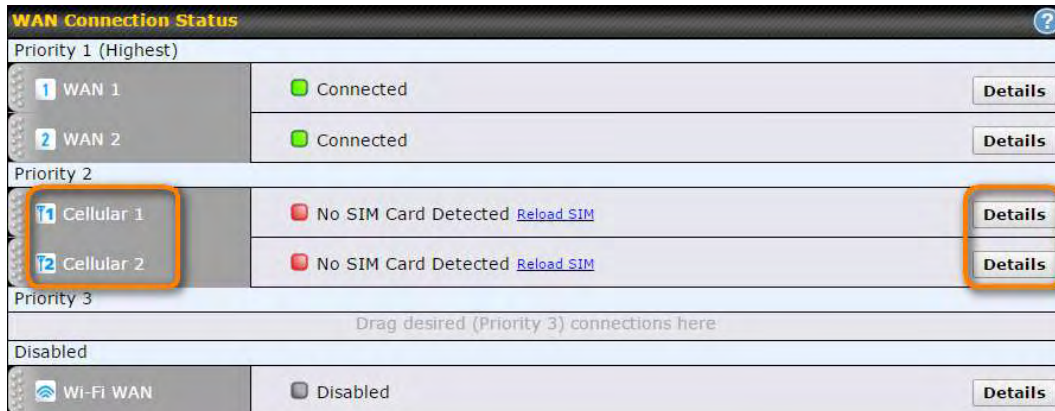 WAN Connection Status ?
Priority 1 (Highest)
1 WAN 1 Connected Details
2 WAN 2 Connected Details
Priority 2
1 Cellular 1 No SIM Card Detected Reload SIM Details
2 Cellular 2 No SIM Card Detected Reload SIM Details
Priority 3
Drag desired (Priority 3) connections here
Disabled
Wi-Fi WAN Disabled Details